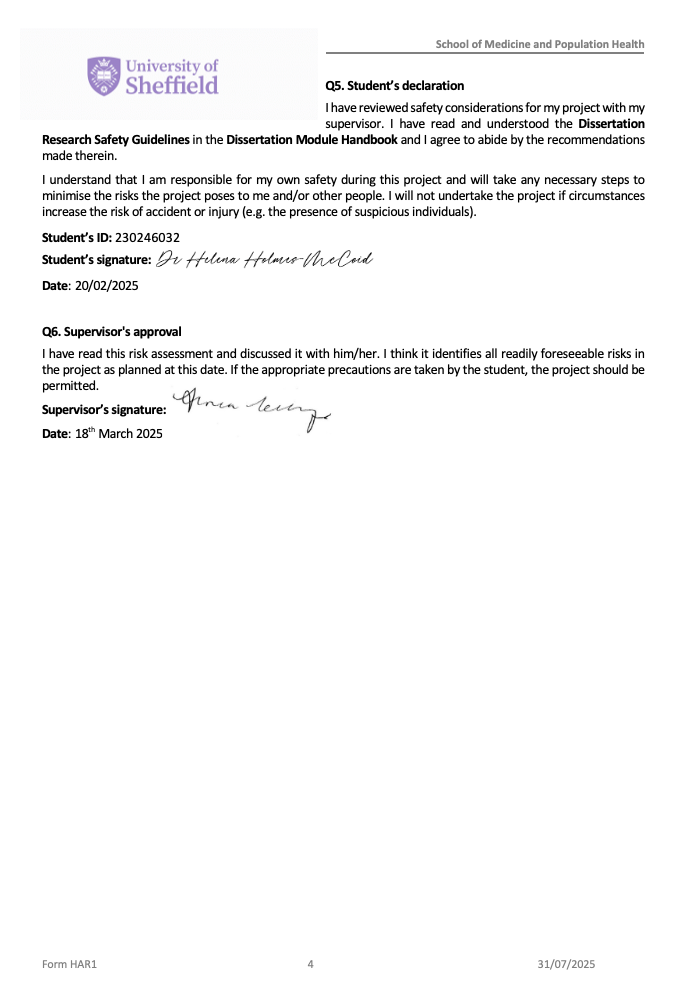 School of Medicine and Population Health
University of
Sheffield
Q5. Student's declaration
I have reviewed safety considerations for my project with my
supervisor. I have read and understood the Dissertation
Research Safety Guidelines in the Dissertation Module Handbook and I agree to abide by the recommendations
made therein.
I understand that I am responsible for my own safety during this project and will take any necessary steps to
minimise the risks the project poses to me and/or other people. I will not undertake the project if circumstances
increase the risk of accident or injury (e.g. the presence of suspicious individuals).
Student's ID: 230246032
Student's signature: Dr Helena Holmes-McCoid
Date: 20/02/2025
Q6. Supervisor's approval
I have read this risk assessment and discussed it with him/her. I think it identifies all readily foreseeable risks in
the project as planned at this date. If the appropriate precautions are taken by the student, the project should be
permitted.
Supervisor's signature:
Date: 18th March 2025
Form HAR1 4 31/07/2025